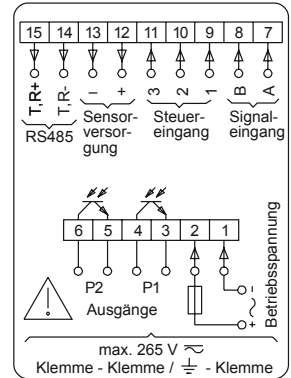 15 14 13 12 11 10 9 8 7
T,R+ T,R- – + 3 2 1 B A
RS485
Sensor-
versor-
gung
Steuer-
eingang
Signal-
eingang
6 5 4 3 2 1
P2 P1
Ausgänge
-
+
Betriebsspannung
max. 265 V
Klemme - Klemme / - Klemme